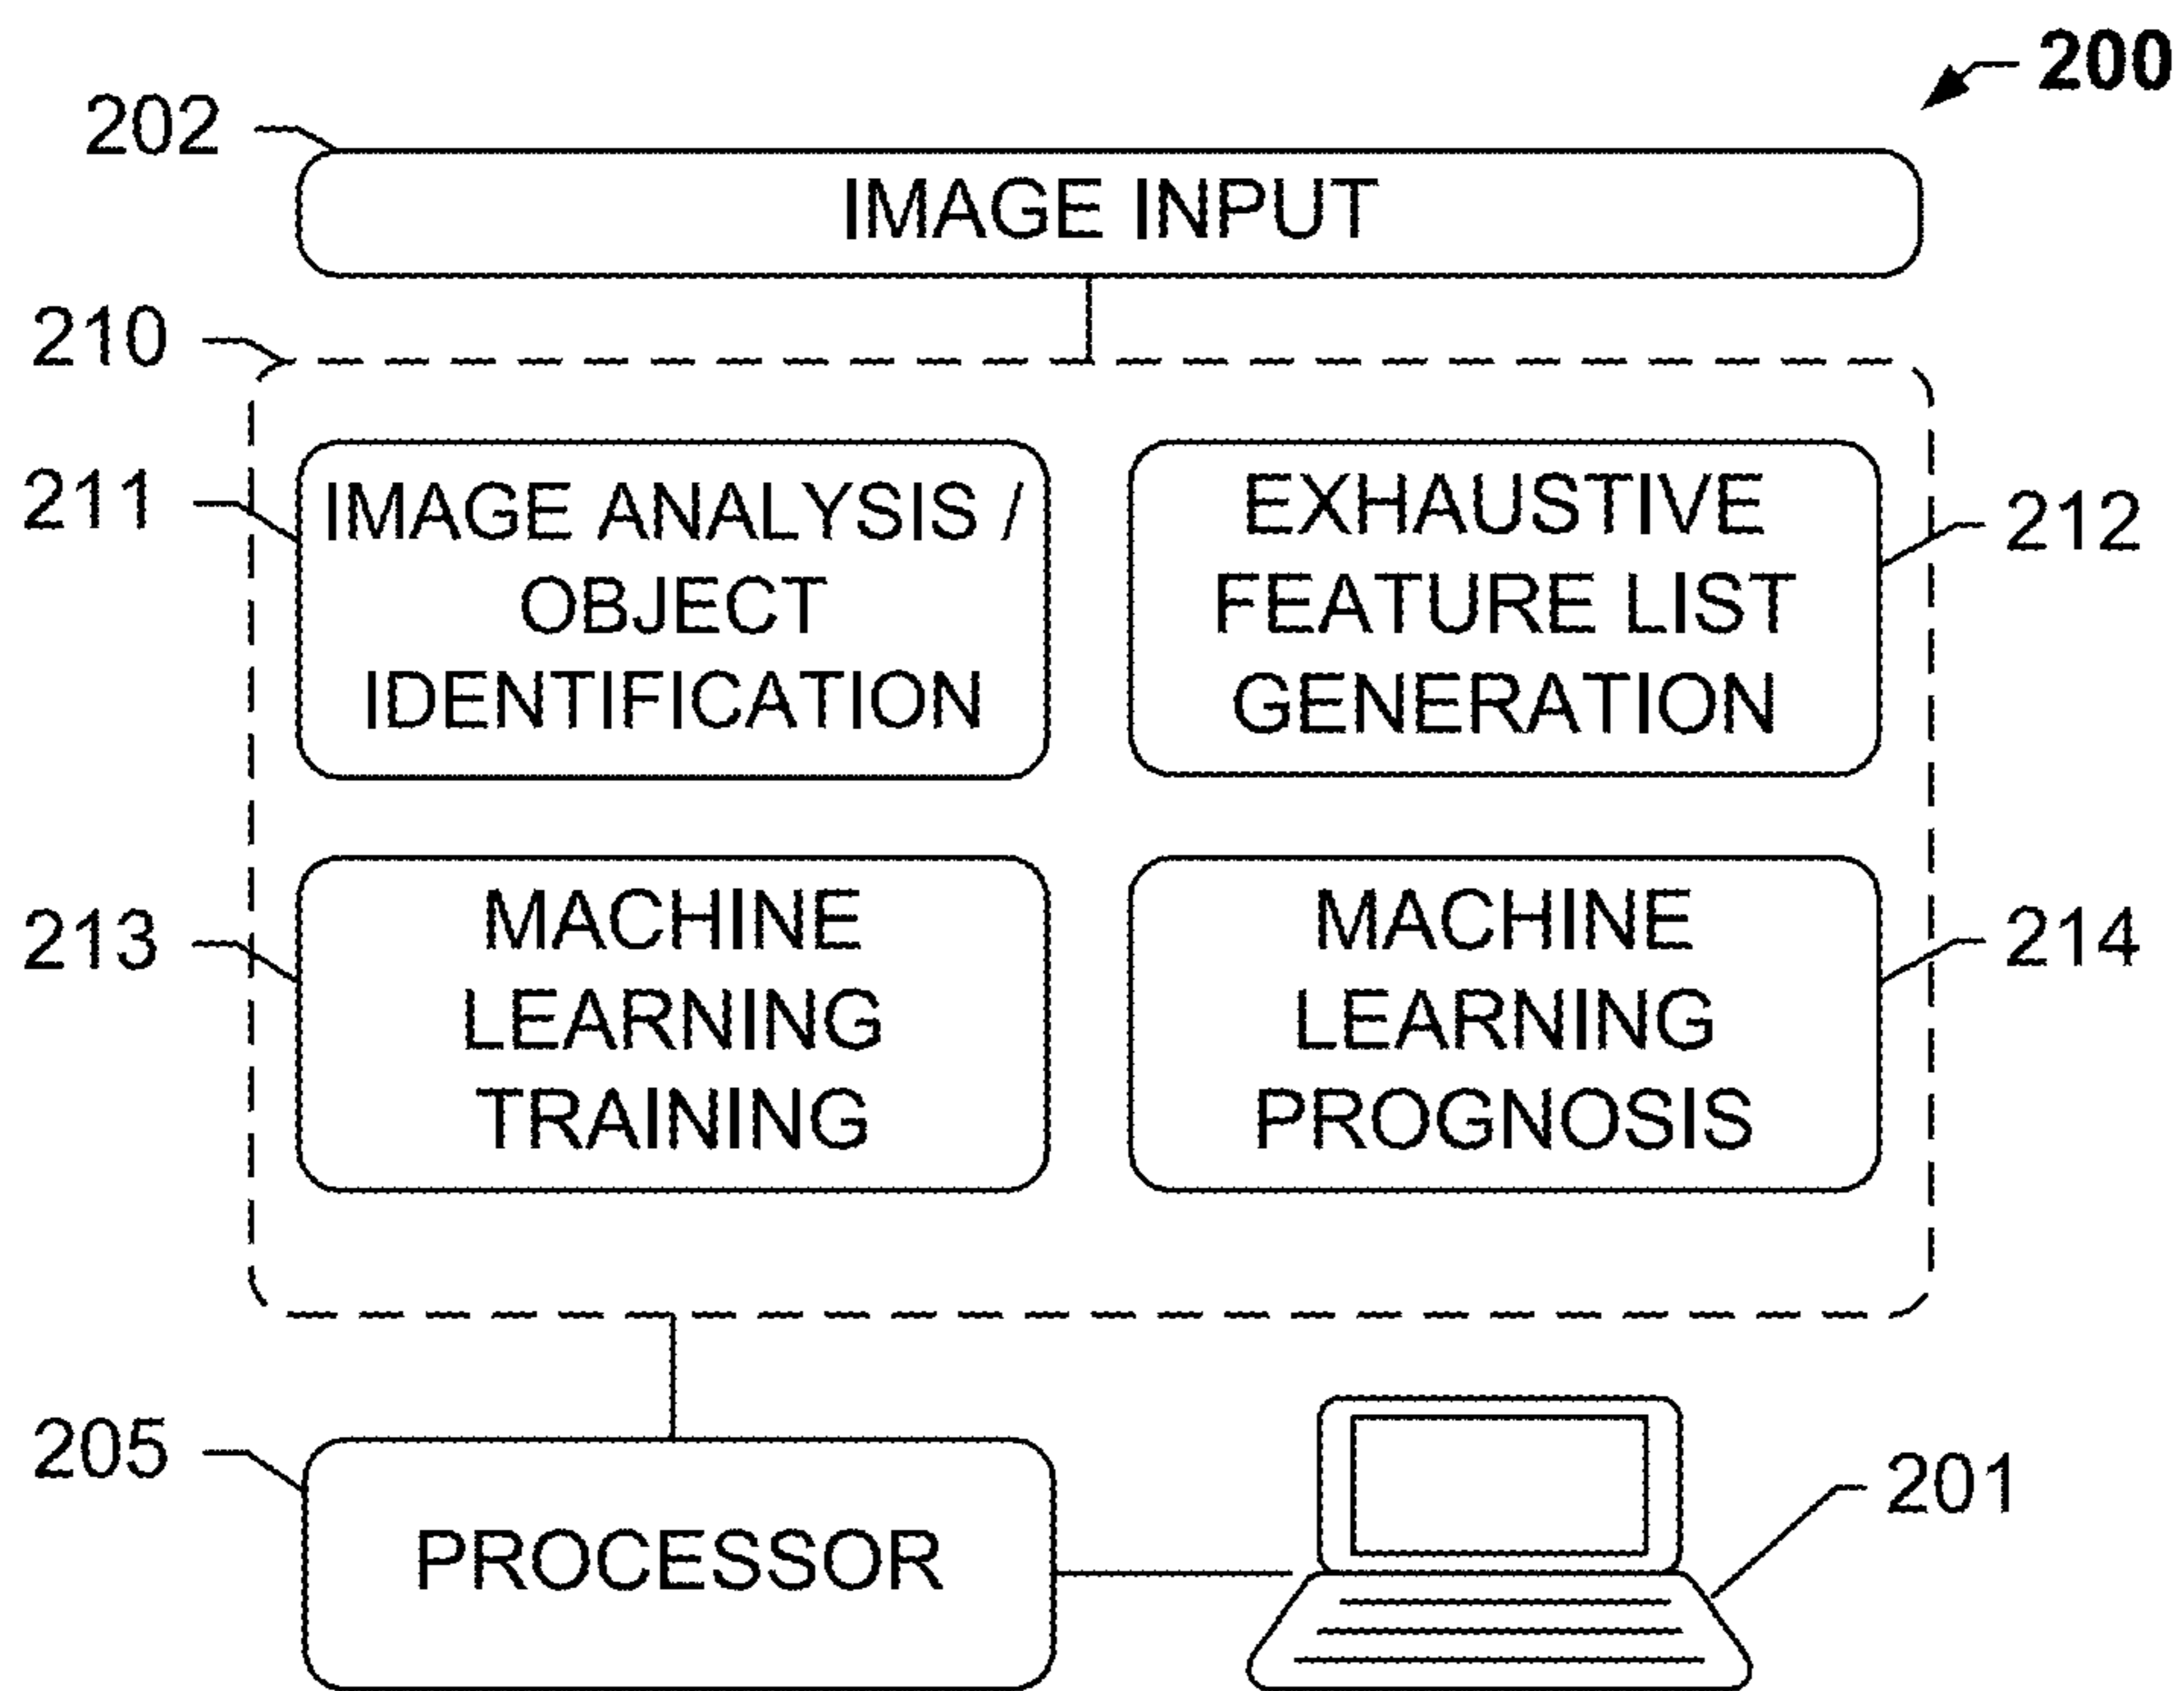 200
202
IMAGE INPUT
210
211
IMAGE ANALYSIS /
OBJECT
IDENTIFICATION
EXHAUSTIVE
FEATURE LIST
GENERATION
212
213
MACHINE
LEARNING
TRAINING
MACHINE
LEARNING
PROGNOSIS
214
205
PROCESSOR
201